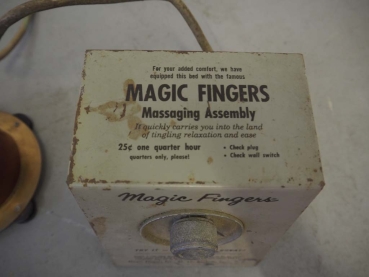 For your added comfort, we have
equipped this bed with the famous
MAGIC FINGERS
Massaging Assembly
It quickly carries you into the land
of tingling relaxation and ease
25¢ one quarter hour
quarters only, please!
• Check plug
• Check wall switch
Magic Fingers